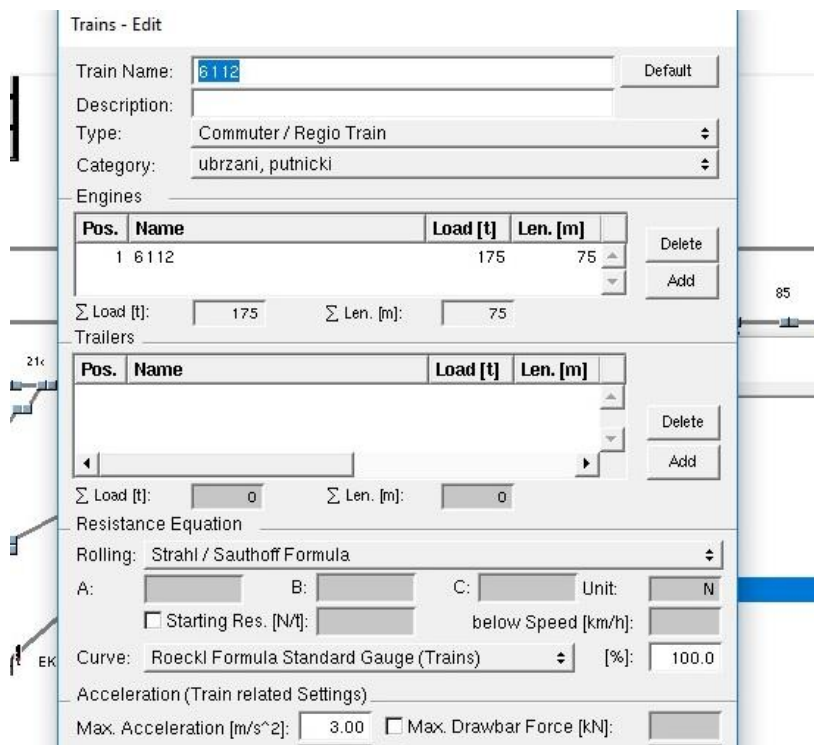 Trains - Edit
Train Name: 6112 Default
Description:
Type: Commuter / Regio Train
Category: ubrzani, putnicki
Engines
Pos. Name Load [t] Len. [m]
1 6112 175 75
Delete
Add
∑ Load [t]: 175 ∑ Len. [m]: 75
85
Trailers
21c
Pos. Name Load [t] Len. [m]
Delete
Add
∑ Load [t]: 0 ∑ Len. [m]: 0
Resistance Equation
Rolling: Strahl / Sauthoff Formula
A: B: C: Unit: N
Starting Res. [N/t]: below Speed [km/h]:
EK
Curve: Roeckl Formula Standard Gauge (Trains) [%]: 100.0
Acceleration (Train related Settings)
Max. Acceleration [m/s^2]: 3.00 Max. Drawbar Force [kN]: